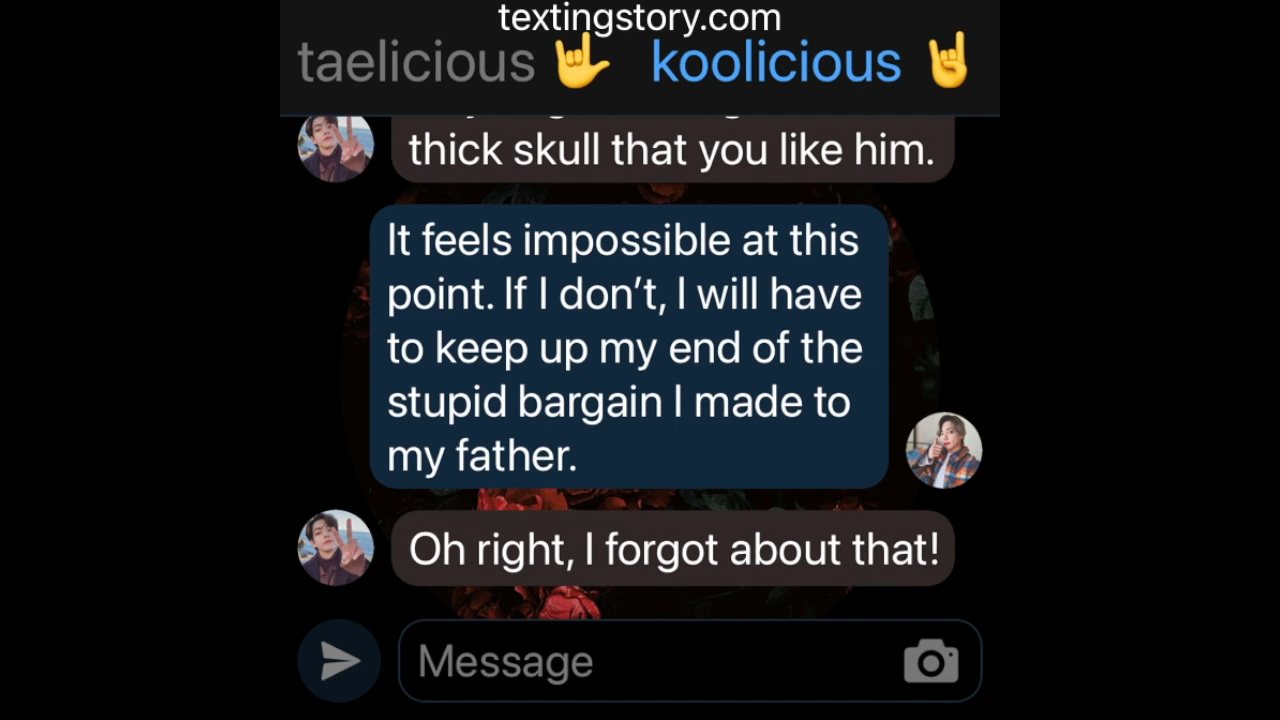 textingstory.com
taelicious 🤟 koolicious 🤘
thick skull that you like him.
It feels impossible at this
point. If I don’t, I will have
to keep up my end of the
stupid bargain I made to
my father.
Oh right, I forgot about that!
Message